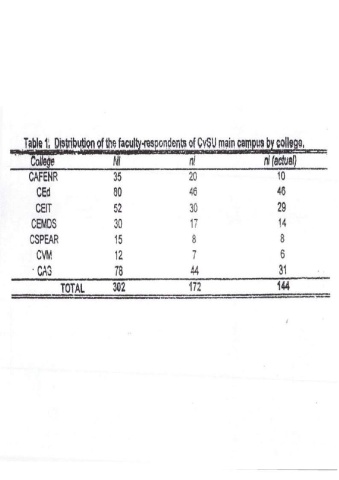 Table 1. Distribution of the faculty-respondents of CvSU main campus by college.
College Ni ni ni (actual)
CAFENR 35 20 10
CEd 80 46 46
CEIT 52 30 29
CEMDS 30 17 14
CSPEAR 15 8 8
CVM 12 7 6
CAS 78 44 31
TOTAL 302 172 144